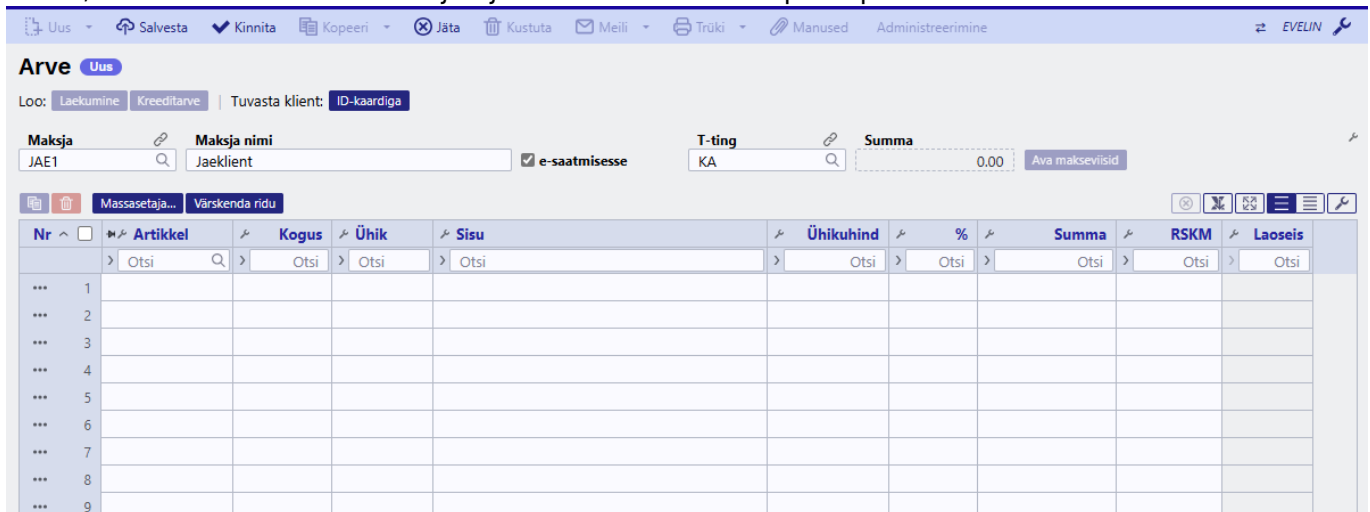 Uus Salvesta Kinnita Kopeeri Jäta Kustuta Meili Trüki Manused Administreerimine EVELIN
Arve Uus
Loo: Laekumine Kreeditarve | Tuvasta klient: ID-kaardiga
Maksja Maksja nimi T-ting Summa
JAE1 Jaeklient e-saatmisesse KA 0.00 Ava makseviisid
Massasetaja... Värskenda ridu
Nr Artikkel Kogus Ühik Sisu Ühikuhind % Summa RSKM Laoseis
Otsi Otsi Otsi Otsi Otsi Otsi Otsi Otsi Otsi
1
2
3
4
5
6
7
8
9